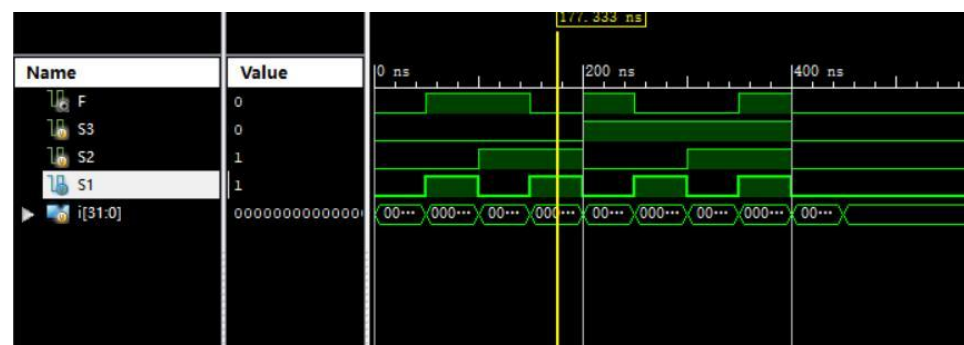 177.333 ns
Name Value 0 ns 200 ns 400 ns
F 0
S3 0
S2 1
S1 1
i[31:0] 00000000000000 00··· 000··· 00··· 000··· 00··· 000··· 00··· 000··· 00···